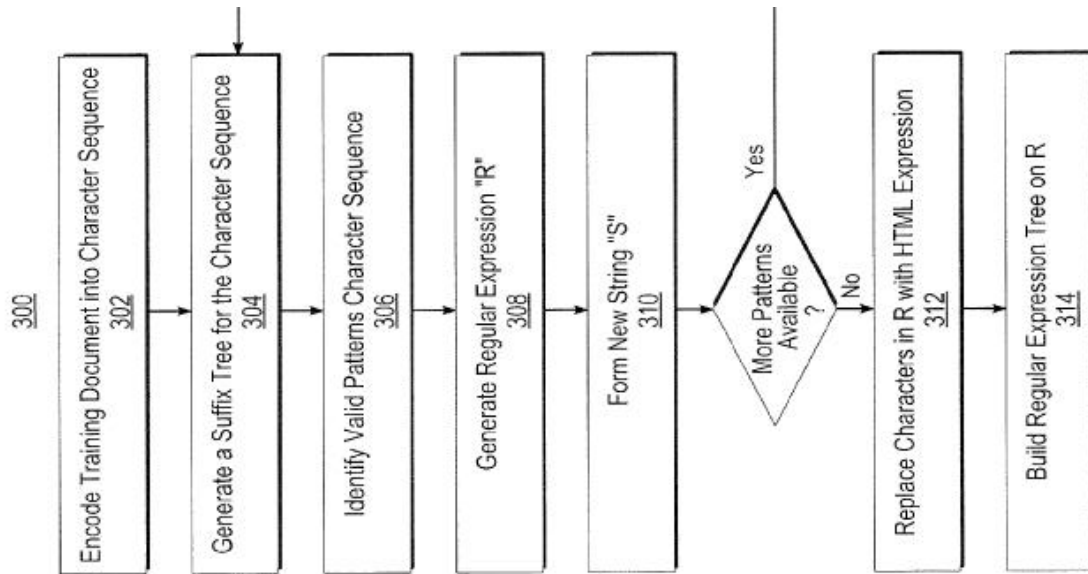 300
Encode Training Document into Character Sequence
302
Generate a Suffix Tree for the Character Sequence
304
Identify Valid Patterns Character Sequence
306
Generate Regular Expression "R"
308
Form New String "S"
310
More Patterns
Available
?
Yes
No
Replace Characters in R with HTML Expression
312
Build Regular Expression Tree on R
314